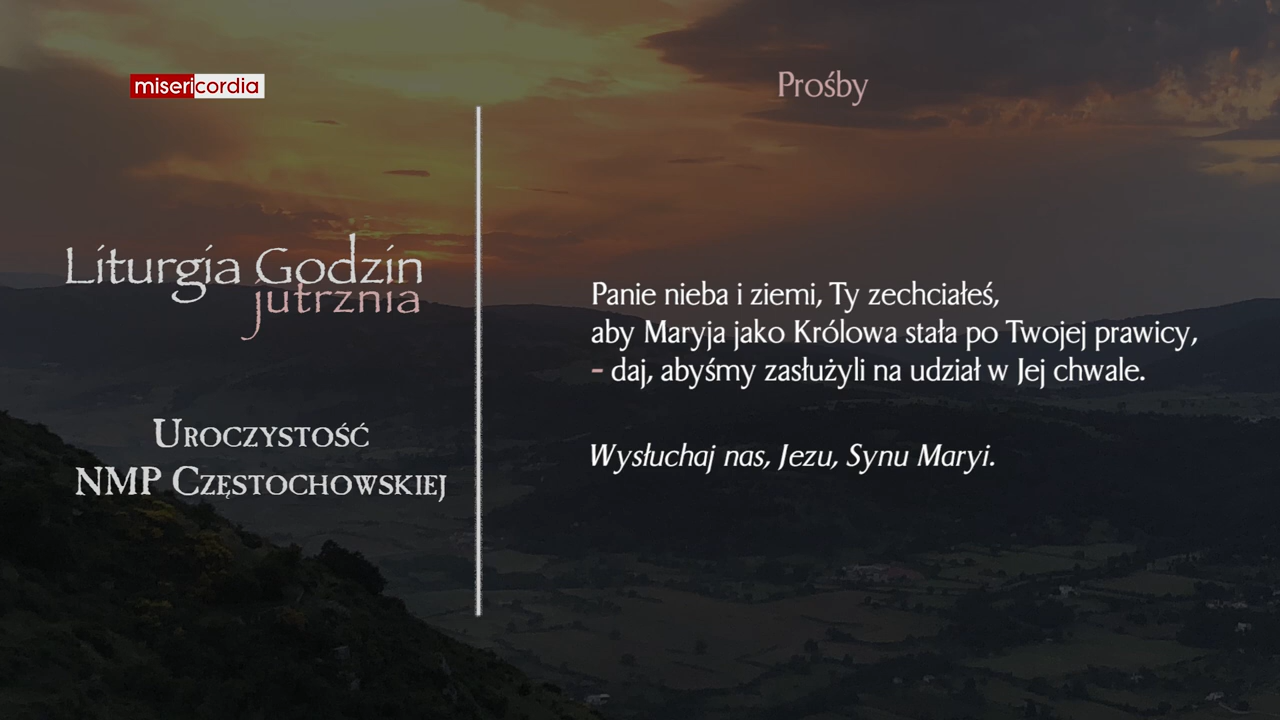 misericordia
Liturgia Godzin
jutrznia
Uroczystość
NMP Częstochowskiej
Prośby
Panie nieba i ziemi, Ty zechciałeś,
aby Maryja jako Królowa stała po Twojej prawicy,
- daj, abyśmy zasłużyli na udział w Jej chwale.
Wysłuchaj nas, Jezu, Synu Maryi.